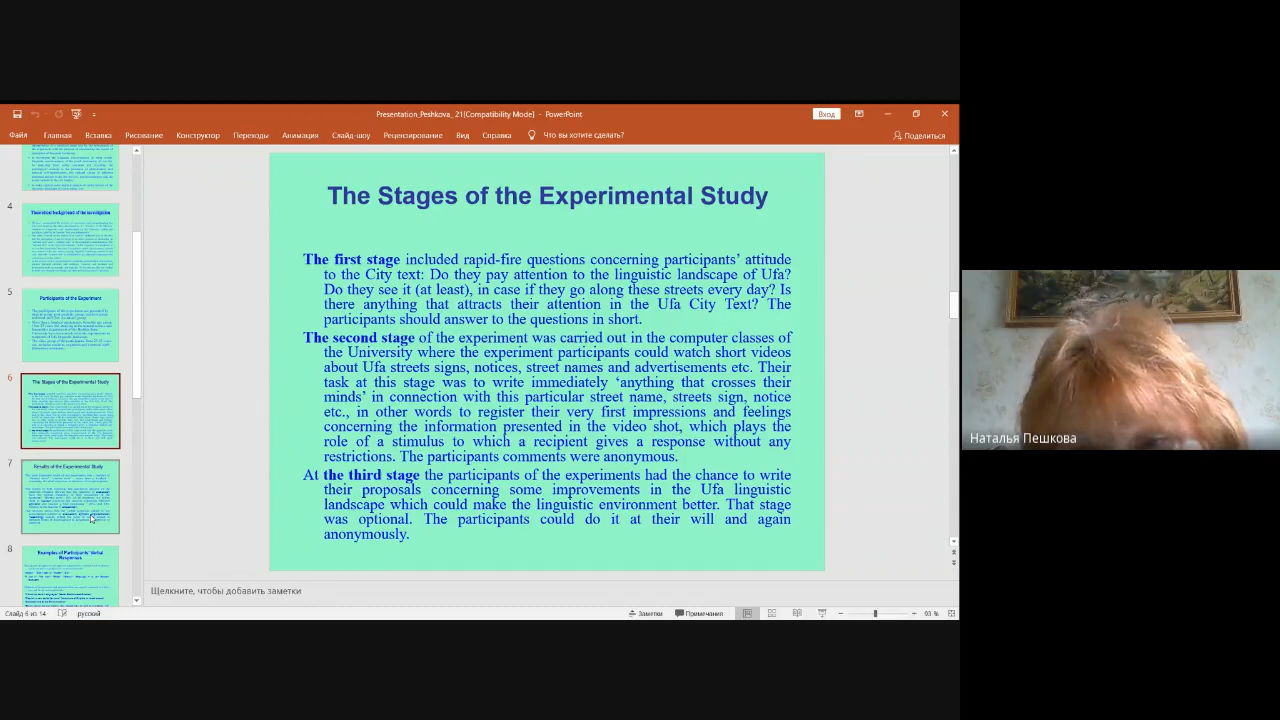 Presentation_Peshkova_ 21[Compatibility Mode] - PowerPoint
Вход
Файл Главная Вставка Рисование Конструктор Переходы Анимация Слайд-шоу Рецензирование Вид Справка Что вы хотите сделать? Поделиться
4
Theoretical background of the investigation
5
Participants of the Experiment
6
The Stages of the Experimental Study
7
Results of the Experimental Study
8
Examples of Participants' Verbal
Responses
The Stages of the Experimental Study
The first stage included rapid-fire questions concerning participants’ attitude
to the City text: Do they pay attention to the linguistic landscape of Ufa?
Do they see it (at least), in case if they go along these streets every day? Is
there anything that attracts their attention in the Ufa City Text? The
participants should answer the questions in short.
The second stage of the experiment was carried out in the computer classes of
the University where the experiment participants could watch short videos
about Ufa streets signs, notices, street names and advertisements etc. Their
task at this stage was to write immediately ‘anything that crosses their
minds’ in connection with this particular street name, streets sign, notice
etc., in other words to register their very first impressions and feelings
concerning the information presented in the video shot, which plays the
role of a stimulus to which a recipient gives a response without any
restrictions. The participants comments were anonymous.
At the third stage the participants of the experiments had the chance to write
their proposals concerning some improvements in the Ufa linguistic
landscape which could make the linguistic environment better. That stage
was optional. The participants could do it at their will and again
anonymously.
Щелкните, чтобы добавить заметки
Слайд 6 из 14 русский Заметки Примечания 93 %
Наталья Пешкова